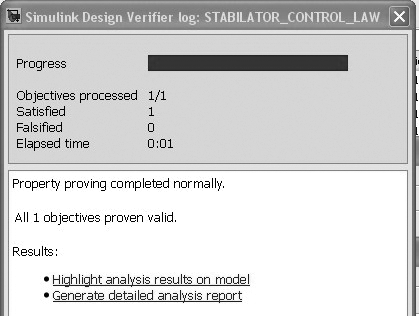 Simulink Design Verifier log: STABILATOR_CONTROL_LAW
Progress
Objectives processed 1/1
Satisfied 1
Falsified 0
Elapsed time 0:01
Property proving completed normally.
All 1 objectives proven valid.
Results:
• Highlight analysis results on model
• Generate detailed analysis report